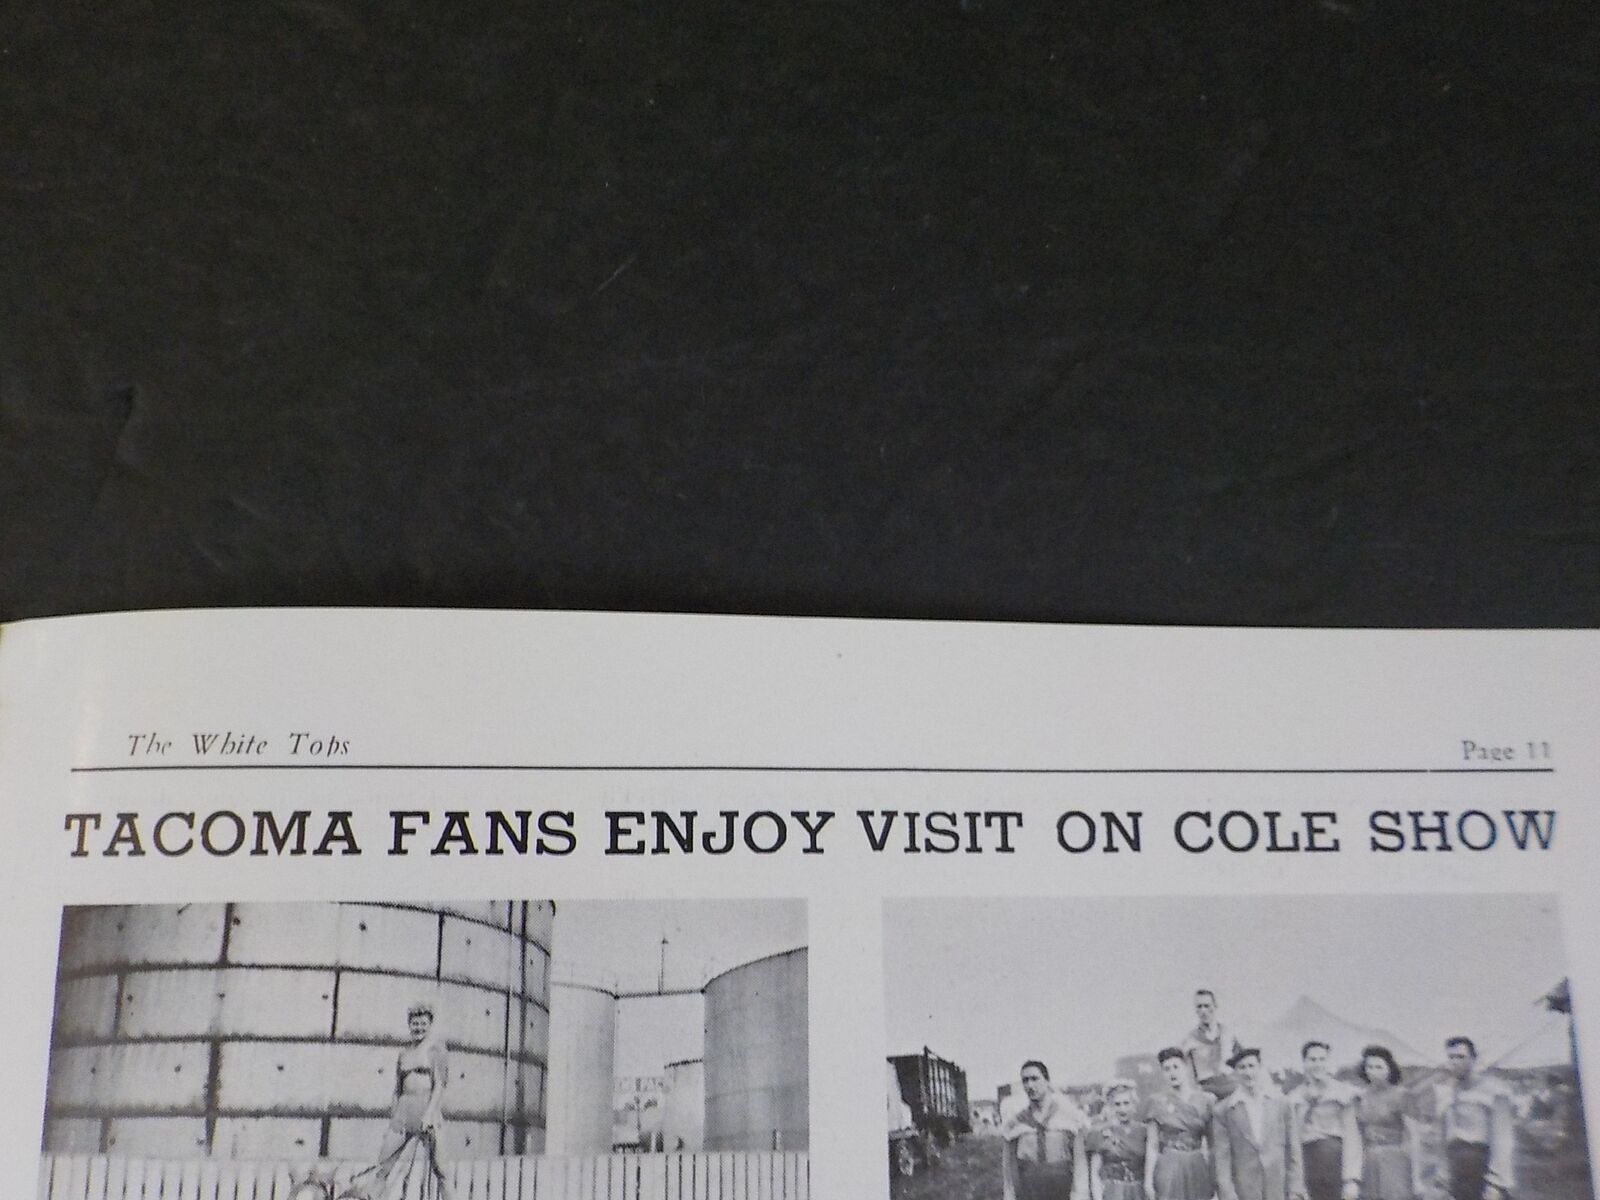 The White Tops
Page 11
TACOMA FANS ENJOY VISIT ON COLE SHOW